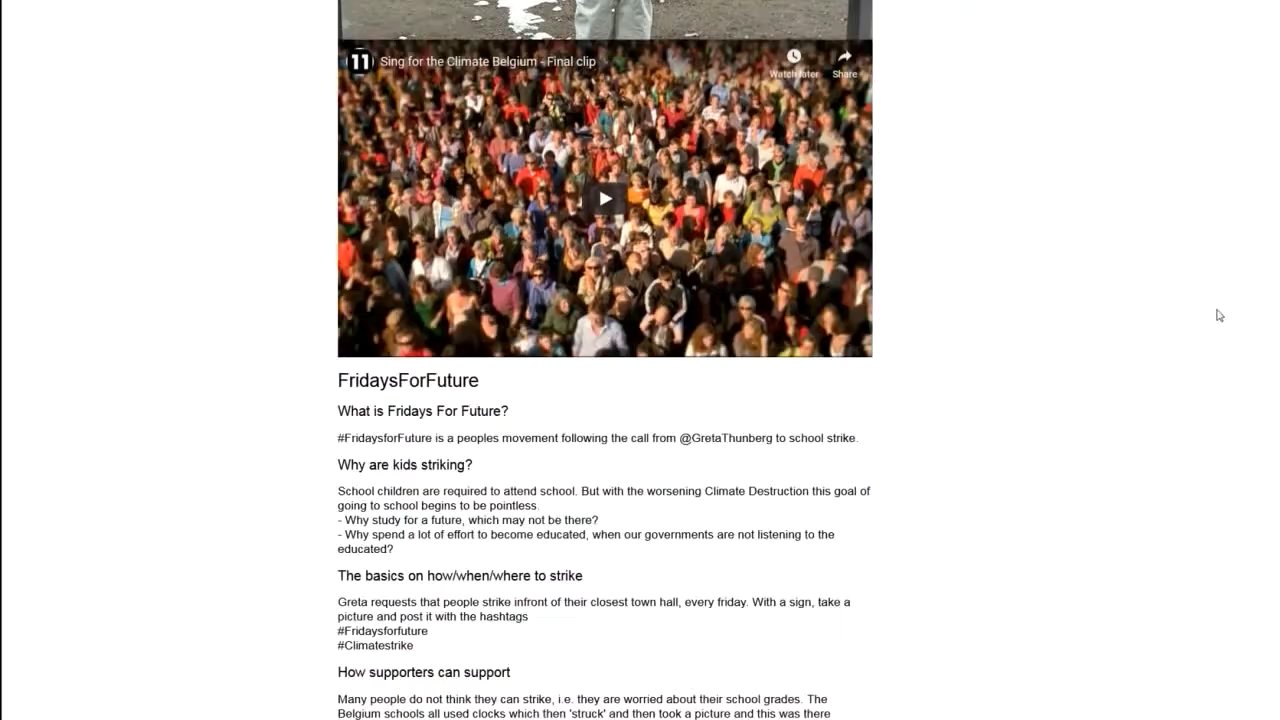 11 Sing for the Climate Belgium - Final clip
Watch later Share
FridaysForFuture
What is Fridays For Future?
#FridaysforFuture is a peoples movement following the call from @GretaThunberg to school strike.
Why are kids striking?
School children are required to attend school. But with the worsening Climate Destruction this goal of
going to school begins to be pointless.
- Why study for a future, which may not be there?
- Why spend a lot of effort to become educated, when our governments are not listening to the
educated?
The basics on how/when/where to strike
Greta requests that people strike infront of their closest town hall, every friday. With a sign, take a
picture and post it with the hashtags
#Fridaysforfuture
#Climatestrike
How supporters can support
Many people do not think they can strike, i.e. they are worried about their school grades. The
Belgium schools all used clocks which then 'struck' and then took a picture and this was there